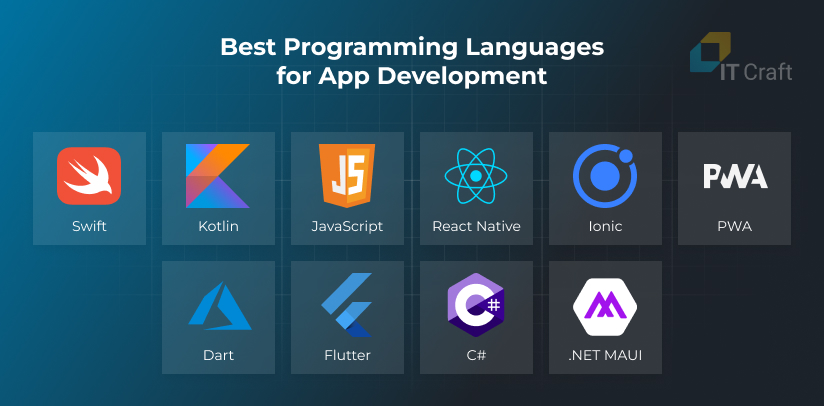 Best Programming Languages
for App Development
IT Craft
JS
PWA
Swift
Kotlin
JavaScript
React Native
Ionic
PWA
C#
Dart
Flutter
C#
.NET MAUI